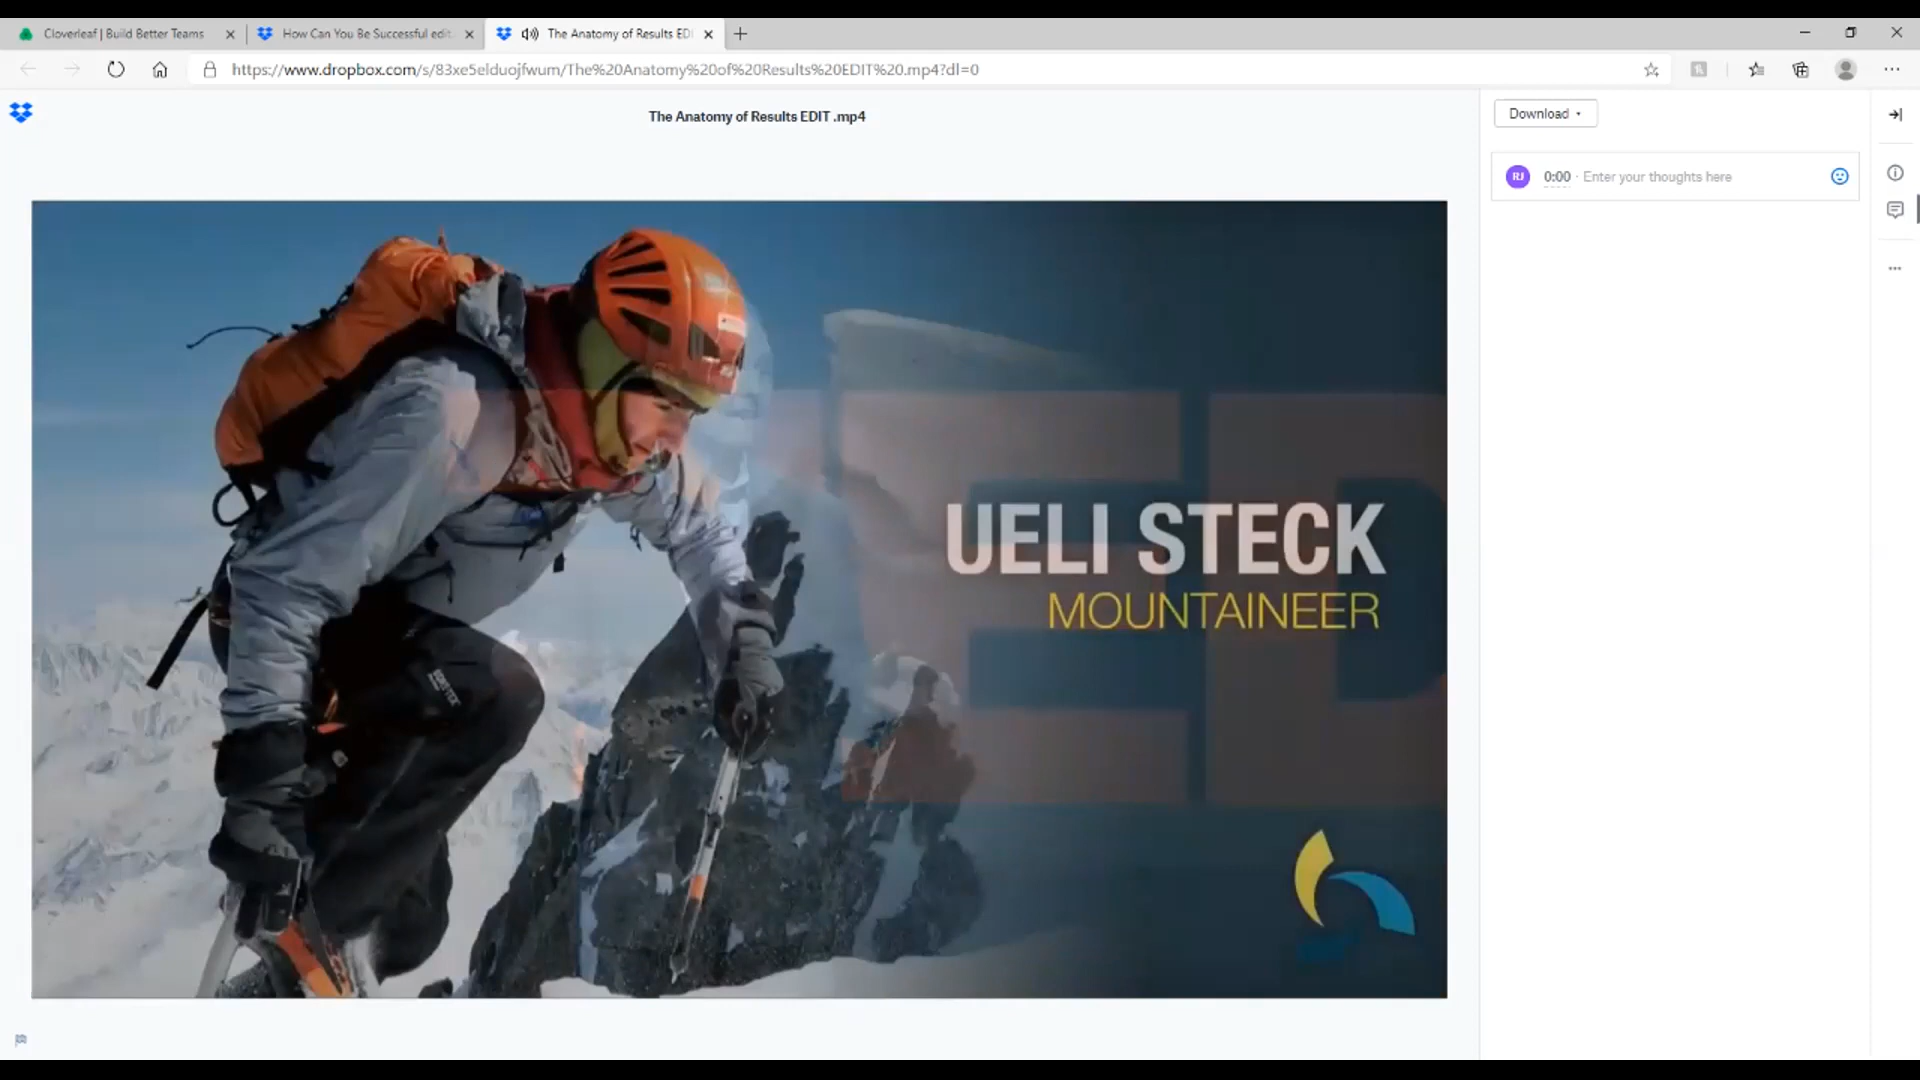 Cloverleaf | Build Better Teams
How Can You Be Successful edit
The Anatomy of Results EDI
https://www.dropbox.com/s/83xe5elduojfwum/The%20Anatomy%20of%20Results%20EDIT%20.mp4?dl=0
The Anatomy of Results EDIT .mp4
Download
RJ 0:00 · Enter your thoughts here
ED
UELI STECK
MOUNTAINEER